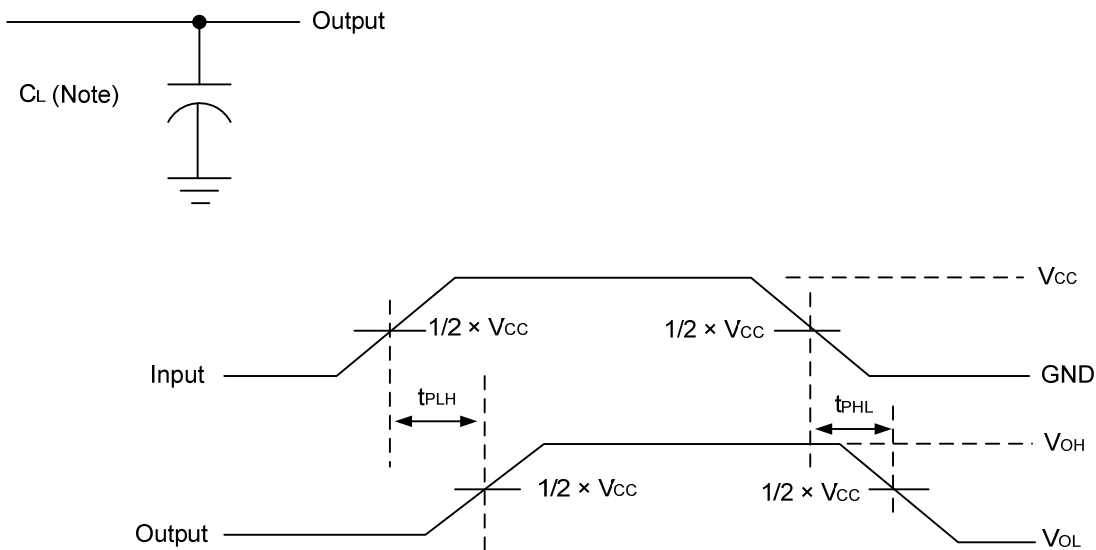 Output
CL (Note)
VCC
1/2 × VCC
1/2 × VCC
Input
GND
tPLH
tPHL
VOH
1/2 × VCC
1/2 × VCC
Output
VOL